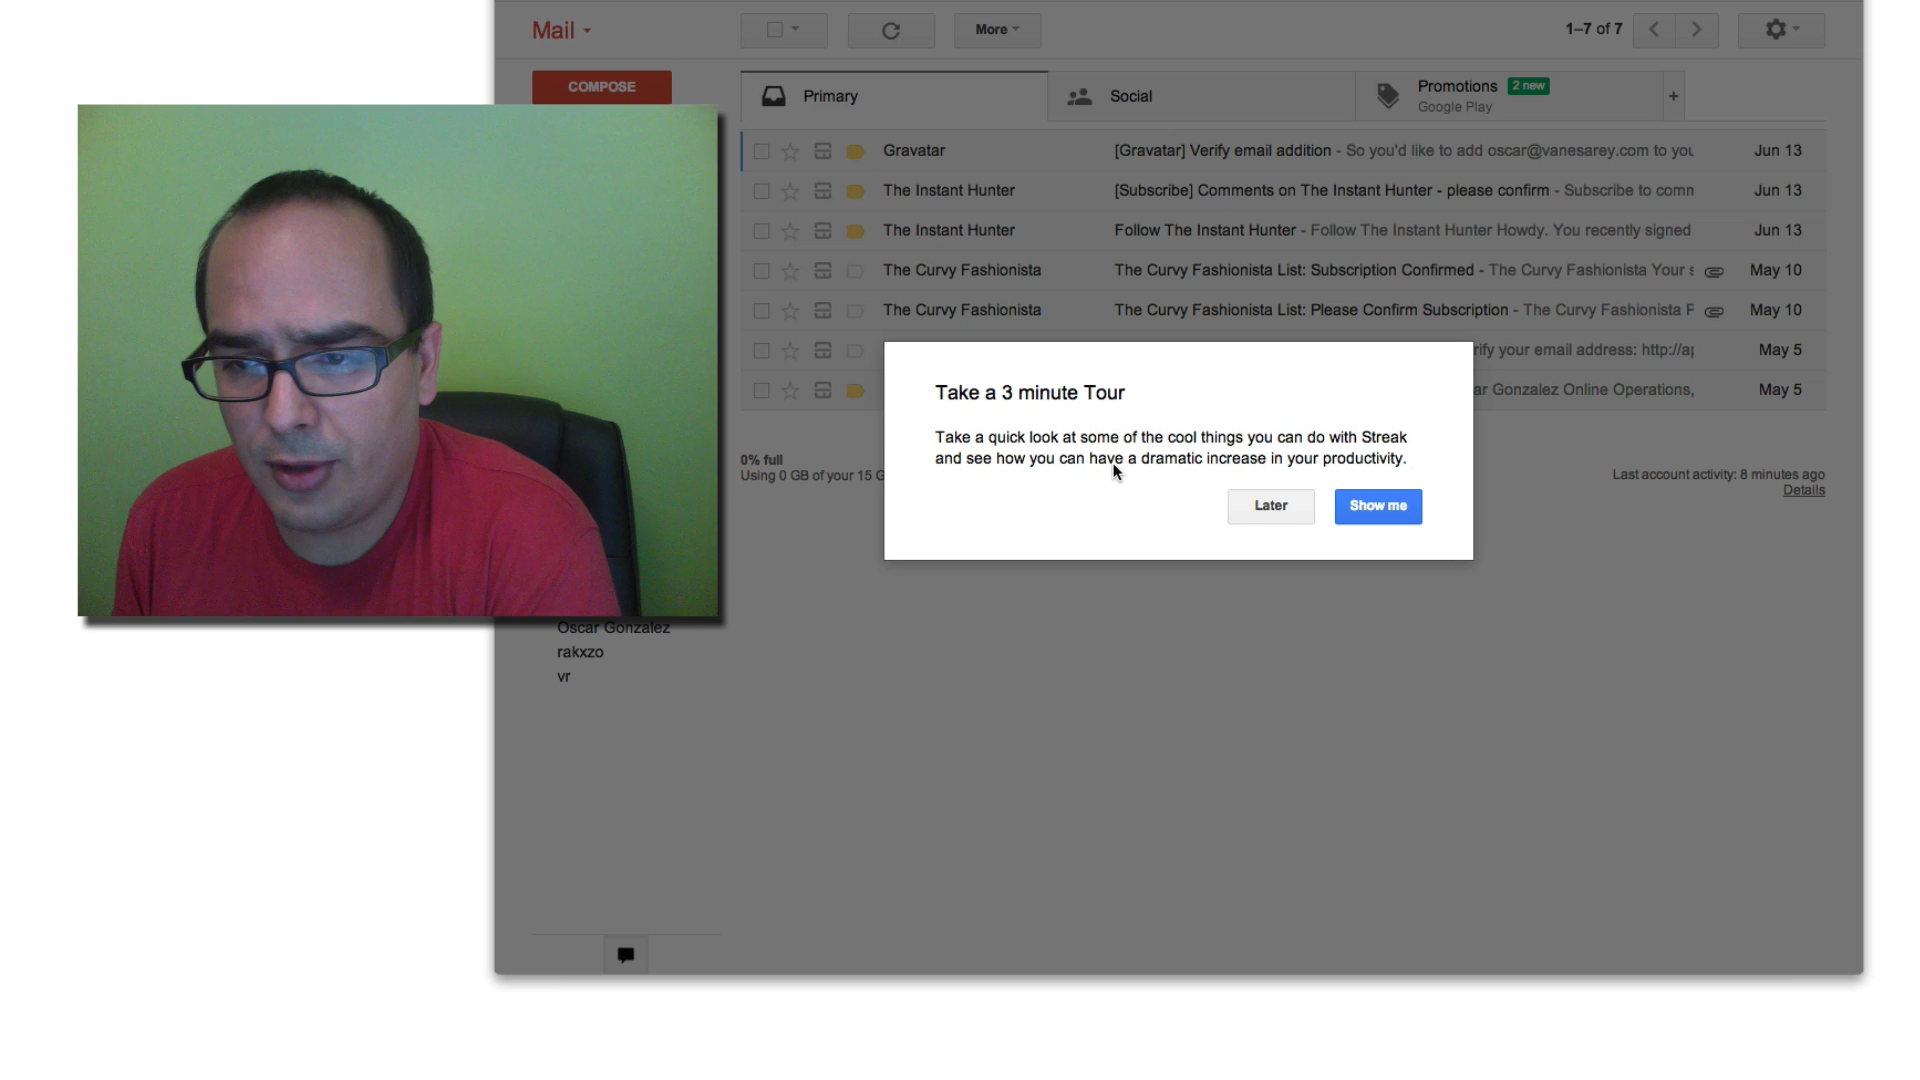 Mail
More
1–7 of 7
COMPOSE
Primary
Social
Promotions 2 new
Google Play
+
Gravatar [Gravatar] Verify email addition - So you'd like to add oscar@vanesarey.com to you Jun 13
The Instant Hunter [Subscribe] Comments on The Instant Hunter - please confirm - Subscribe to comm Jun 13
The Instant Hunter Follow The Instant Hunter - Follow The Instant Hunter Howdy. You recently signed Jun 13
The Curvy Fashionista The Curvy Fashionista List: Subscription Confirmed - The Curvy Fashionista Your May 10
The Curvy Fashionista The Curvy Fashionista List: Please Confirm Subscription - The Curvy Fashionista May 10
your email address: May 5
Gonzalez Online Operations, May 5
Take a 3 minute Tour
Take a quick look at some of the cool things you can do with Streak
and see how you can have a dramatic increase in your productivity.
Later
Show me
0% full
Using 0 GB of your 15
Last account activity: 8 minutes ago
Details
Oscar Gonzalez
rakxzo
vr